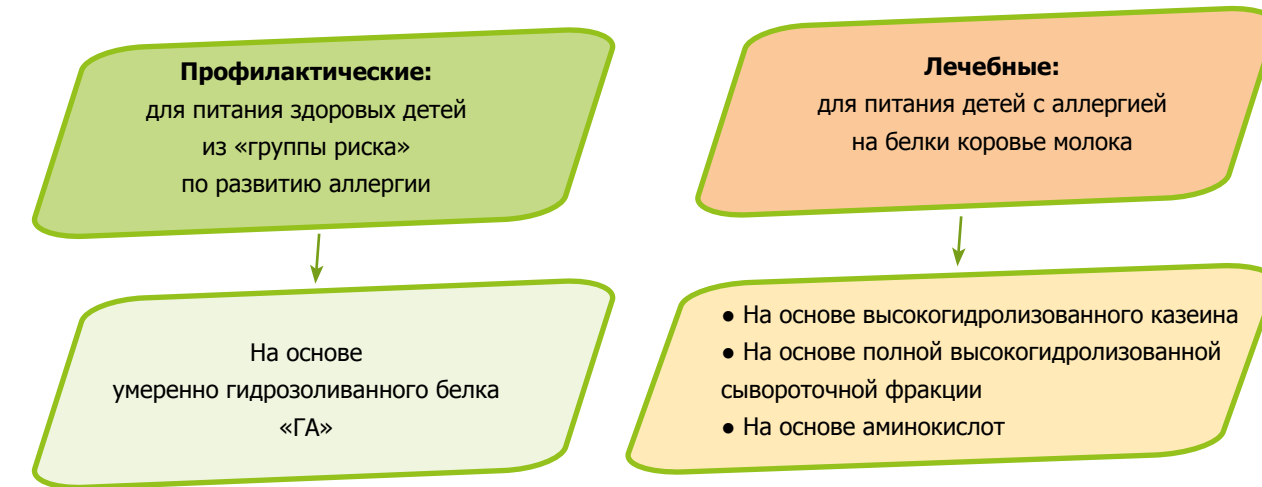 Профилактические:
для питания здоровых детей
из «группы риска»
по развитию аллергии
Лечебные:
для питания детей с аллергией
на белки коровье молока
На основе
умеренно гидрозоливанного белка
«ГА»
● На основе высокогидролизованного казеина
● На основе полной высокогидролизованной
сывороточной фракции
● На основе аминокислот